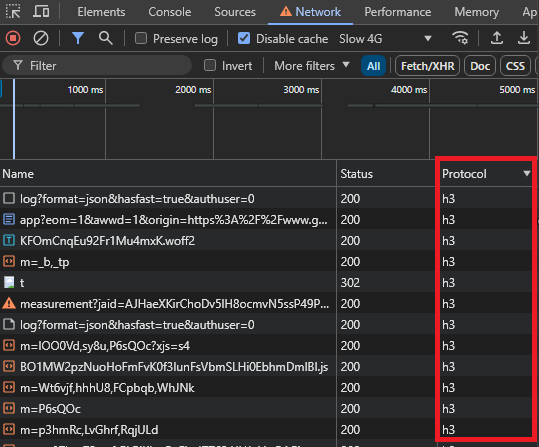 Elements Console Sources Network Performance Memory Ap
Preserve log Disable cache Slow 4G
Filter Invert More filters All Fetch/XHR Doc CSS
1000 ms 2000 ms 3000 ms 4000 ms 5000 ms
Name Status Protocol
log?format=json&hasfast=true&authuser=0 200 h3
app?eom=1&awwd=1&origin=https%3A%2F%2Fwww.g... 200 h3
KFOmCnqEu92Fr1Mu4mxK.woff2 200 h3
m=_b,_tp 200 h3
t 302 h3
measurement?jaid=AJHaeXKirChoDv5IH8ocmvN5ssP49P... 200 h3
log?format=json&hasfast=true&authuser=0 200 h3
m=IOO0Vd,sy8u,P6sQOc?xjs=s4 200 h3
BO1MW2pzNuoHoFmFvK0f3IunFsVbmSLHi0EbhmDmIBI.js 200 h3
m=Wt6vjf,hhhU8,FCpbqb,WhJNk 200 h3
m=P6sQOc 200 h3
m=p3hmRc,LvGhrf,RqjULd 200 h3